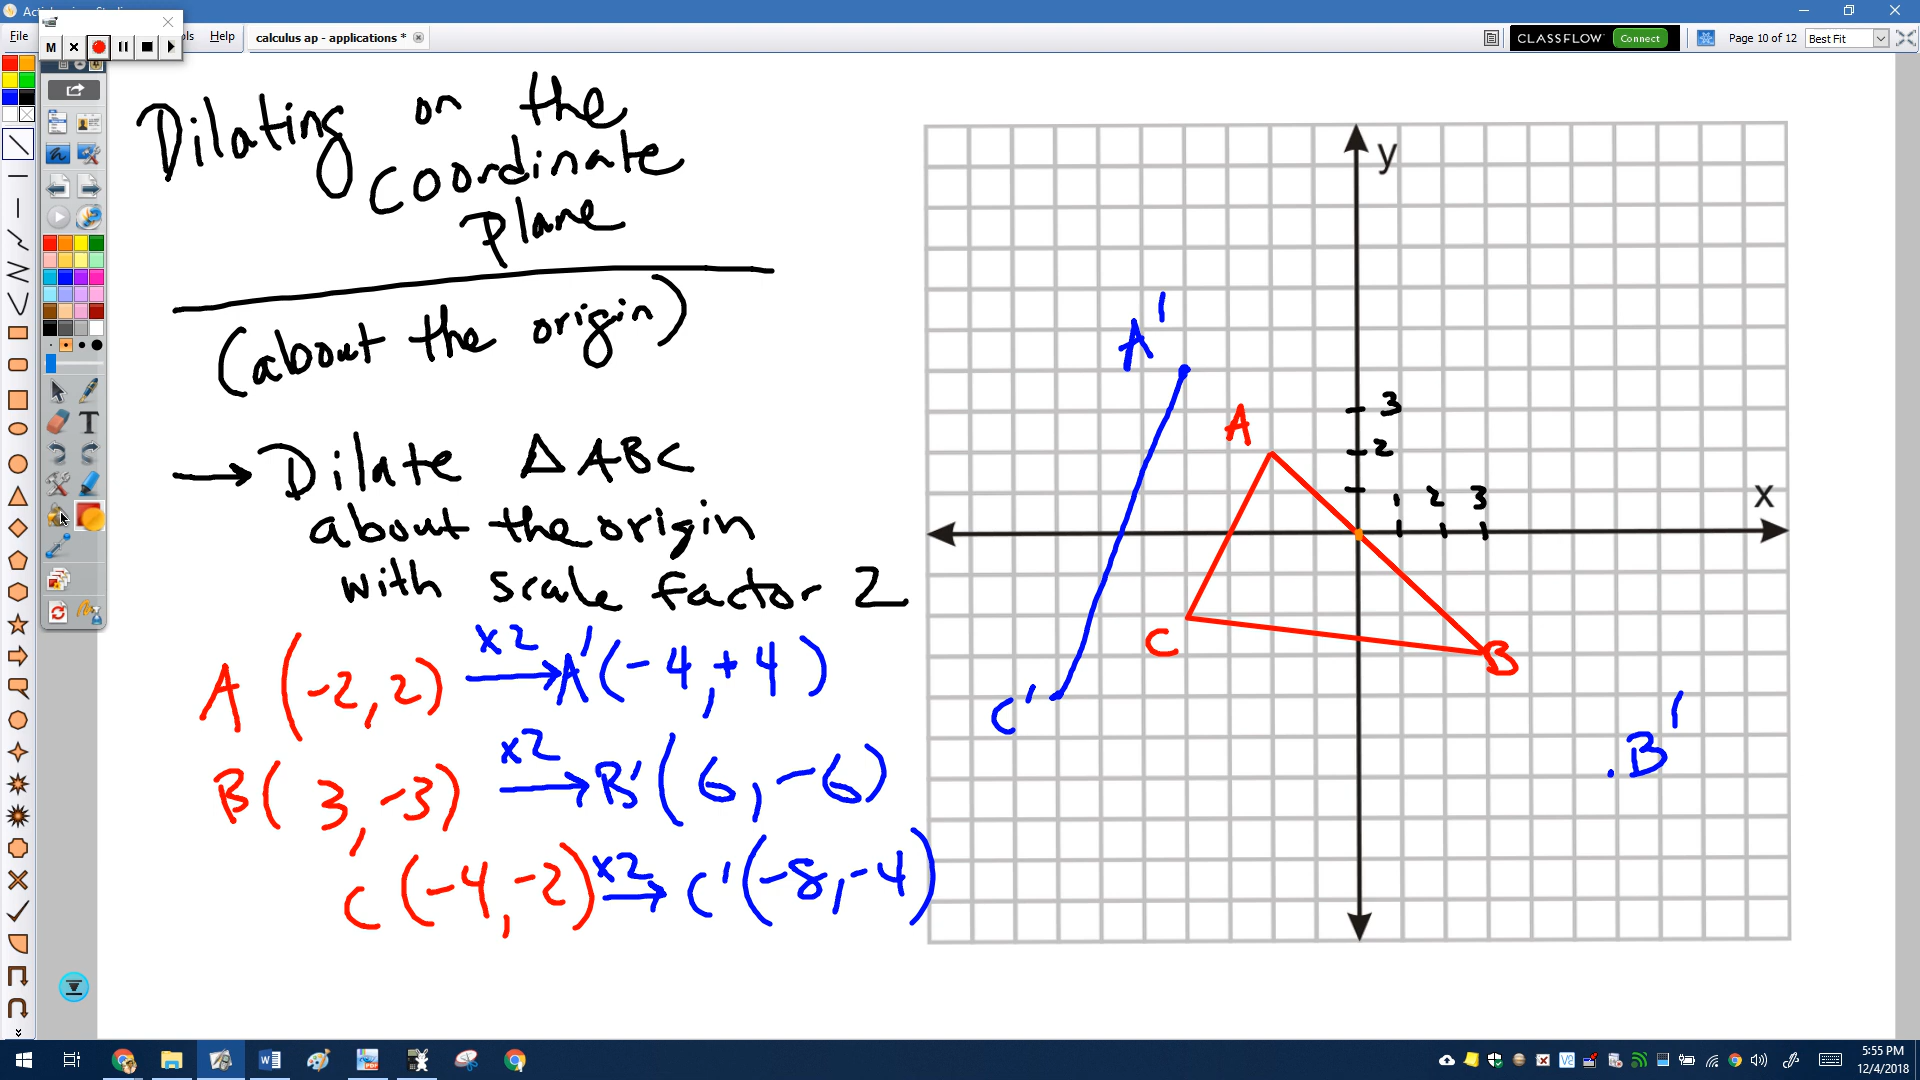 File
ols
Help
calculus ap - applications *
CLASSFLOW
Connect
Page 10 of 12
Best Fit
M
Dilating on the
Coordinate
Plane
(about the origin)
→ Dilate △ABC
about the origin
with scale factor 2
A (-2, 2) ×2→ A' (-4, +4)
B (3, -3) ×2→ B' (6, -6)
C (-4, -2) ×2→ C' (-8, -4)
y
A'
3
A
2
1 2 3
x
C
B
C'
B'
5:55 PM
12/4/2018